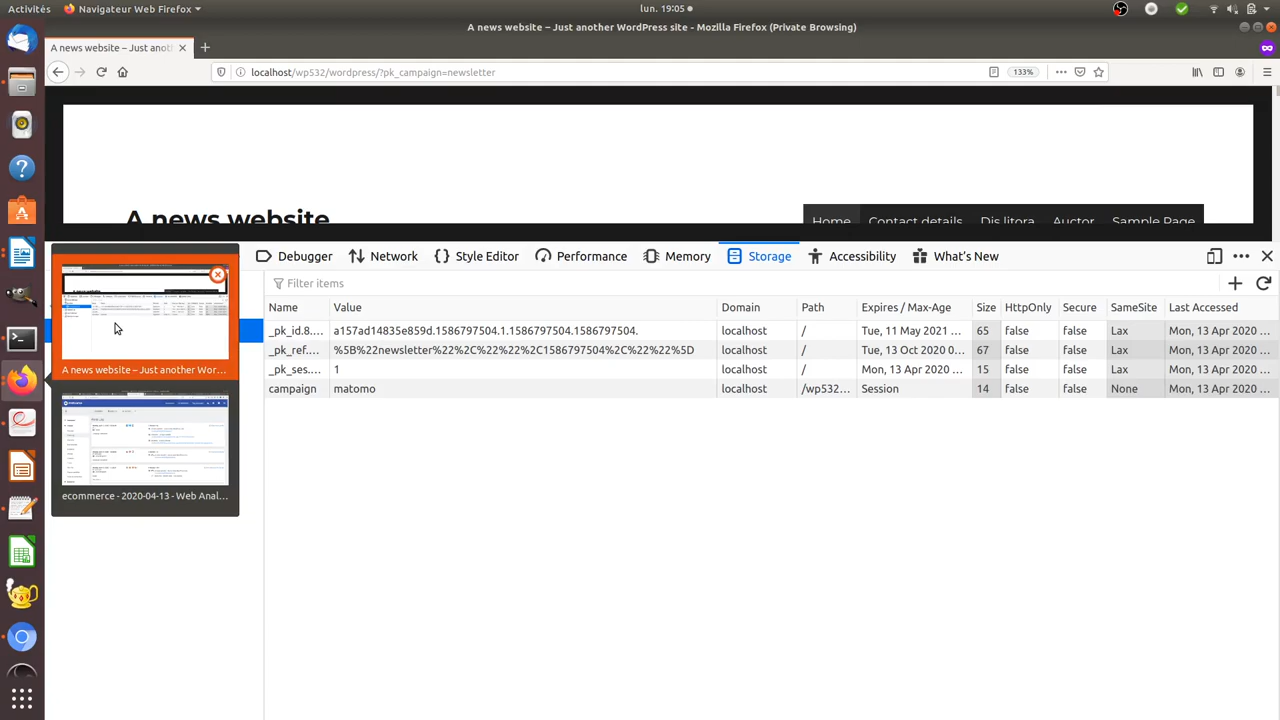 Activités Navigateur Web Firefox lun. 19:05
A news website – Just another WordPress site - Mozilla Firefox (Private Browsing)
A news website – Just anot
localhost/wp532/wordpress/?pk_campaign=newsletter 133%
A news website
Home Contact details Dis litora Auctor Sample Page
Debugger Network Style Editor Performance Memory Storage Accessibility What's New
Filter items
Name Value Domain Path Expires / Max-Age Size HttpOnly Secure SameSite Last Accessed
_pk_id.8.... a157ad14835e859d.1586797504.1.1586797504.1586797504. localhost / Tue, 11 May 2021 ... 65 false false Lax Mon, 13 Apr 2020 ...
_pk_ref.... %5B%22newsletter%22%2C%22%22%2C1586797504%2C%22%22%5D localhost / Tue, 13 Oct 2020 0... 67 false false Lax Mon, 13 Apr 2020 ...
_pk_ses.... 1 localhost / Mon, 13 Apr 2020 ... 15 false false Lax Mon, 13 Apr 2020 ...
campaign matomo localhost /wp532... Session 14 false false None Mon, 13 Apr 2020 ...
A news website – Just another Wor...
ecommerce - 2020-04-13 - Web Anal...